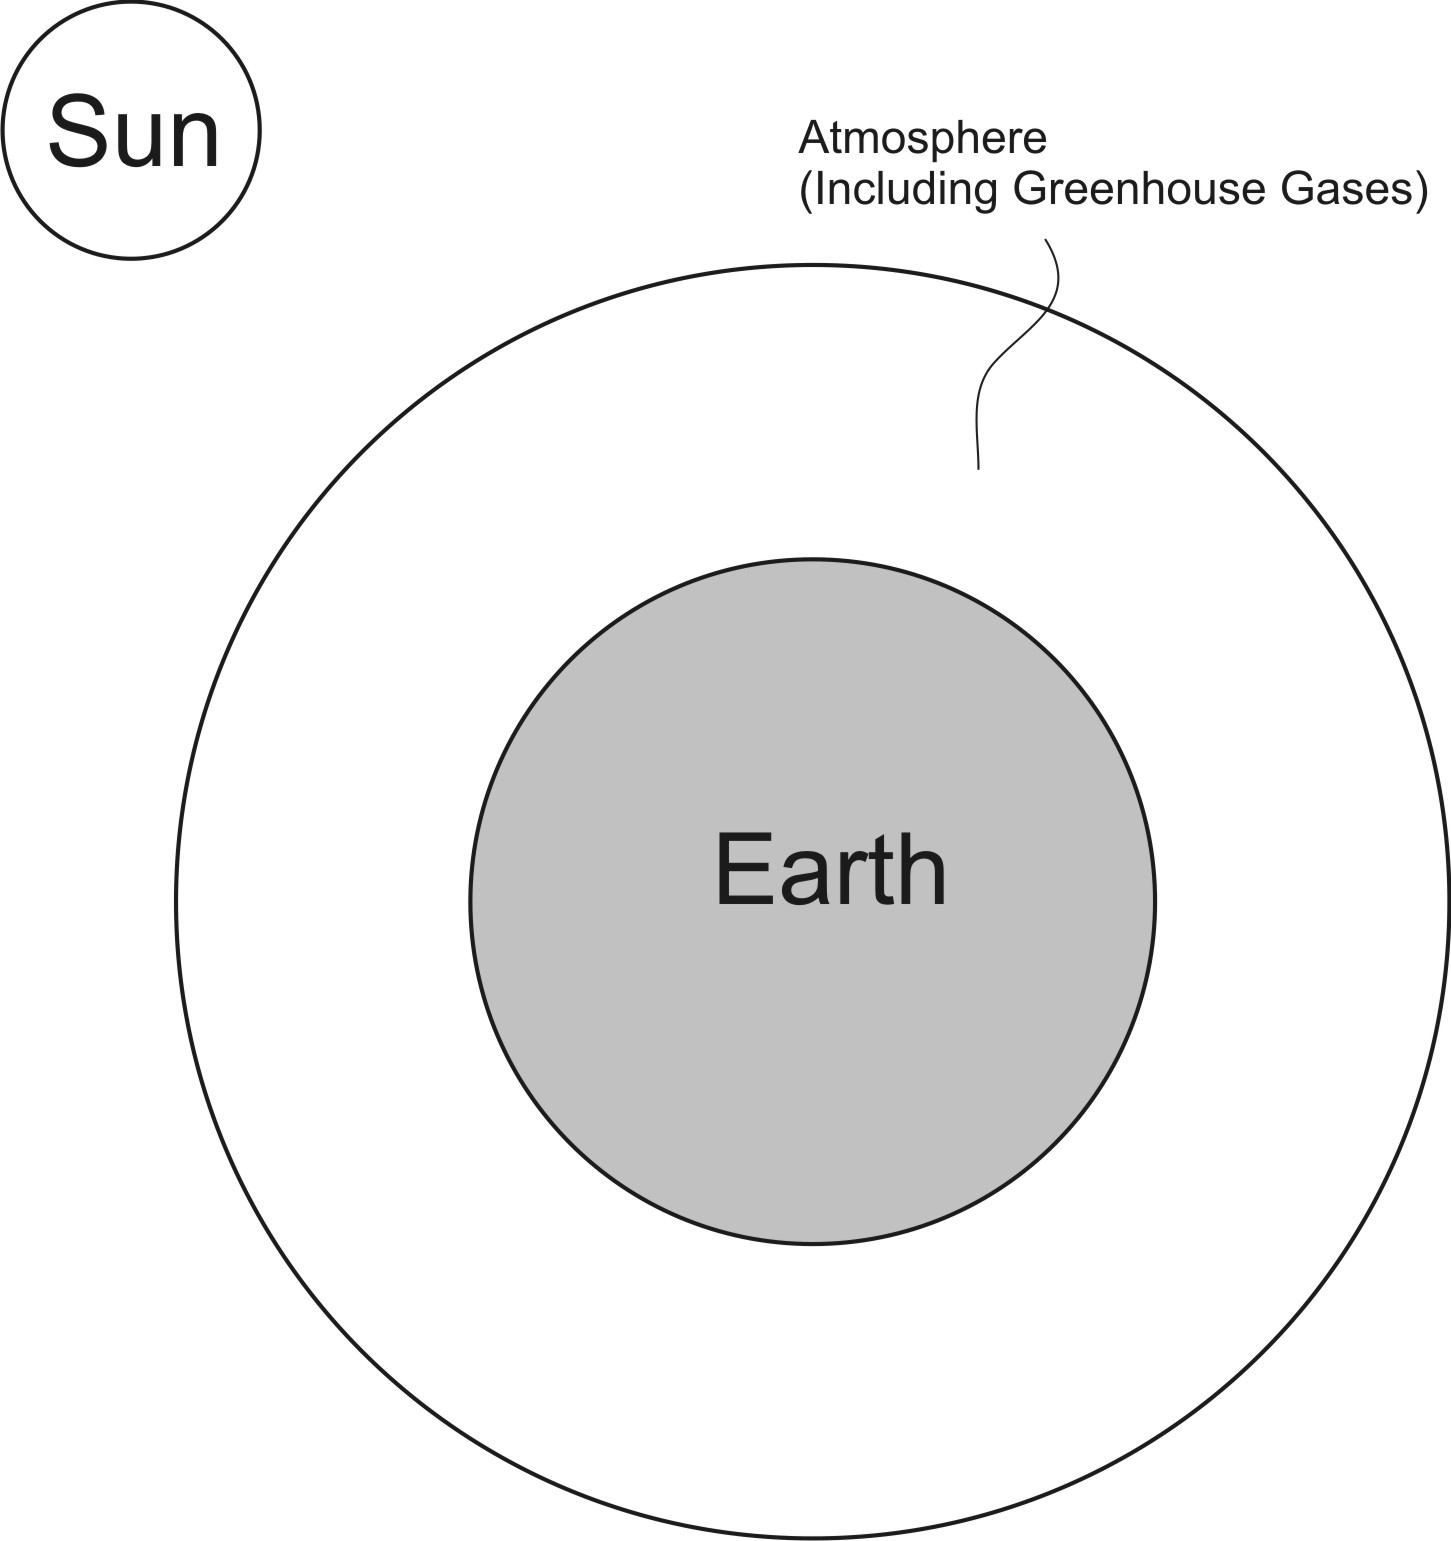 Sun
Atmosphere
(Including Greenhouse Gases)
Earth